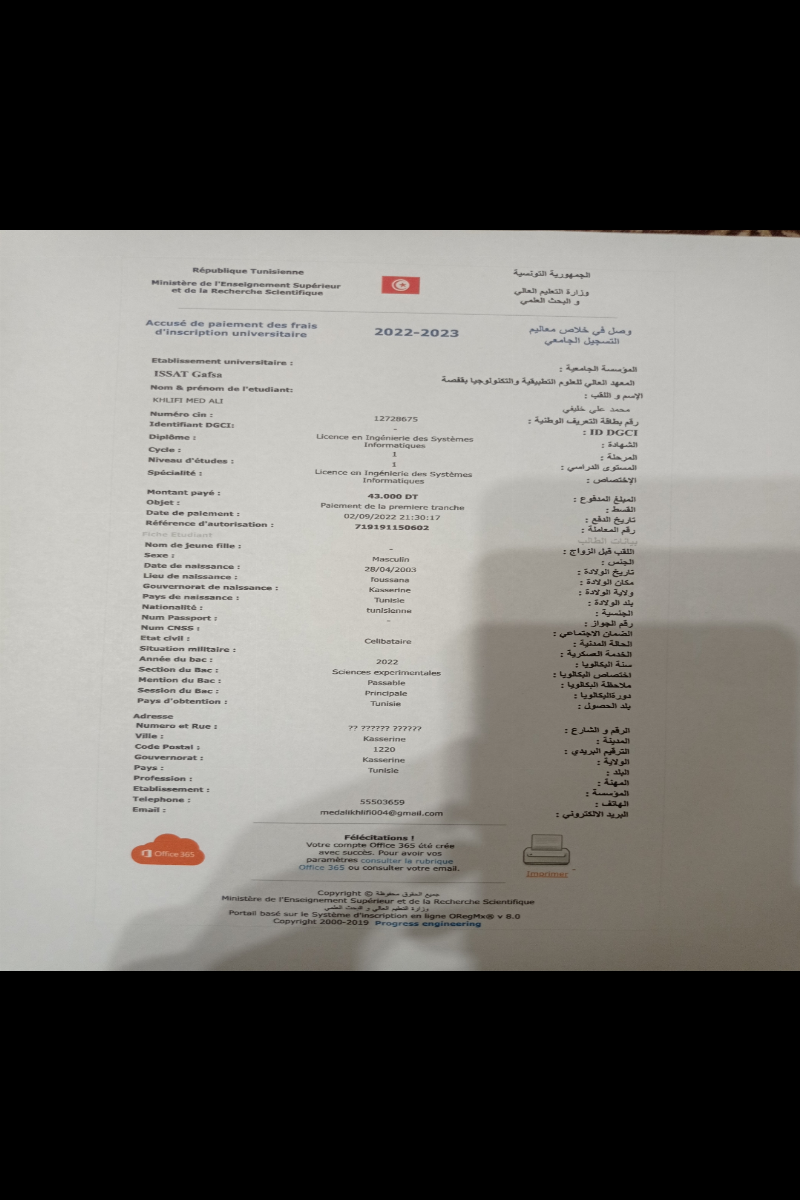 République Tunisienne
الجمهورية التونسية
Ministère de l'Enseignement Supérieur
et de la Recherche Scientifique
وزارة التعليم العالي
و البحث العلمي
Accusé de paiement des frais
d'inscription universitaire
2022-2023
وصل في خلاص معاليم
التسجيل الجامعي
Etablissement universitaire :
المؤسسة الجامعية :
ISSAT Gafsa
المعهد العالي للعلوم التطبيقية والتكنولوجيا بقفصة
Nom & prénom de l'etudiant:
الإسم و اللقب :
KHLIFI MED ALI
محمد علي خليفي
Numéro cin : 12728675 رقم بطاقة التعريف الوطنية :
Identifiant DGCI: - ID DGCI :
Diplôme : Licence en Ingénierie des Systèmes Informatiques الشهادة :
Cycle : 1 المرحلة :
Niveau d'études : 1 المستوى الدراسي :
Spécialité : Licence en Ingénierie des Systèmes Informatiques الإختصاص :
Montant payé : 43.000 DT المبلغ المدفوع :
Objet : Paiement de la premiere tranche القسط :
Date de paiement : 02/09/2022 21:30:17 تاريخ الدفع :
Référence d'autorisation : 719191150602 رقم المعاملة :
Fiche Etudiant بيانات الطالب
Nom de jeune fille : - اللقب قبل الزواج :
Sexe : Masculin الجنس :
Date de naissance : 28/04/2003 تاريخ الولادة :
Lieu de naissance : foussana مكان الولادة :
Gouvernorat de naissance : Kasserine ولاية الولادة :
Pays de naissance : Tunisie بلد الولادة :
Nationalité : tunisienne الجنسية :
Num Passport : - رقم الجواز :
Num CNSS : الضمان الاجتماعي :
Etat civil : Celibataire الحالة المدنية :
Situation militaire : الخدمة العسكرية :
Année du bac : 2022 سنة البكالوريا :
Section du Bac : Sciences experimentales اختصاص البكالوريا :
Mention du Bac : Passable ملاحظة البكالوريا :
Session du Bac : Principale دورةالبكالوريا :
Pays d'obtention : Tunisie بلد الحصول :
Adresse
Numero et Rue : ?? ?????? ?????? الرقم و الشارع :
Ville : Kasserine المدينة :
Code Postal : 1220 الترقيم البريدي :
Gouvernorat : Kasserine الولاية :
Pays : Tunisie البلد :
Profession : المهنة :
Etablissement : المؤسسة :
Telephone : 55503659 الهاتف :
Email : medalikhlifi004@gmail.com البريد الالكتروني :
Office 365
Félécitations !
Votre compte Office 365 été crée
avec succès. Pour avoir vos
paramètres consulter la rubrique
Office 365 ou consulter votre email.
Imprimer
Copyright © جميع الحقوق محفوظة
Ministère de l'Enseignement Supérieur et de la Recherche Scientifique
وزارة التعليم العالي و البحث العلمي
Portail basé sur le Système d'inscription en ligne ORegMx® v 8.0
Copyright 2000-2019 Progress engineering